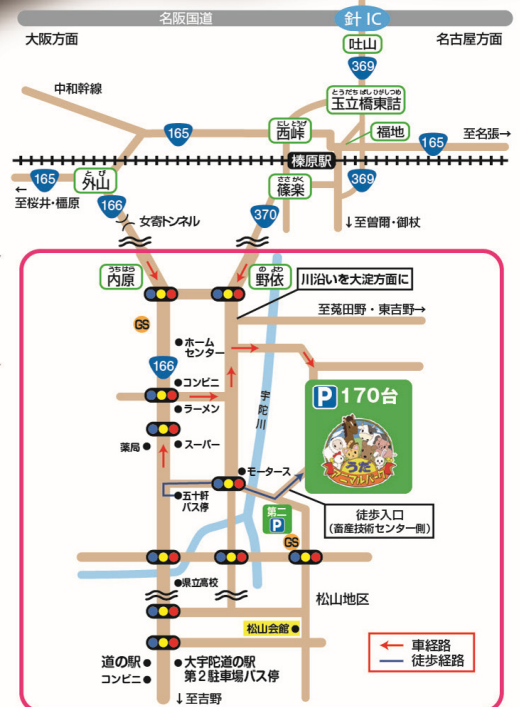 名阪国道
針IC
大阪方面
名古屋方面
吐山
369
とうだちばしひがしつめ
玉立橋東詰
中和幹線
165
にしとうげ
西峠
福地
165
至名張
榛原駅
←
165
至桜井・橿原
とび
外山
ささがく
篠楽
369
166
女寄トンネル
370
↓至曽爾・御杖
うちはら
内原
のより
野依
川沿いを大淀方面に
至菟田野・東吉野→
GS
ホーム
センター
166
コンビニ
ラーメン
宇陀川
P 170台
うだ
アニマルパーク
薬局
スーパー
モータース
五十軒
バス停
第二
P
徒歩入口
(畜産技術センター側)
GS
県立高校
松山地区
松山会館
車経路
徒歩経路
道の駅
コンビニ
大宇陀道の駅
第2駐車場バス停
↓至吉野